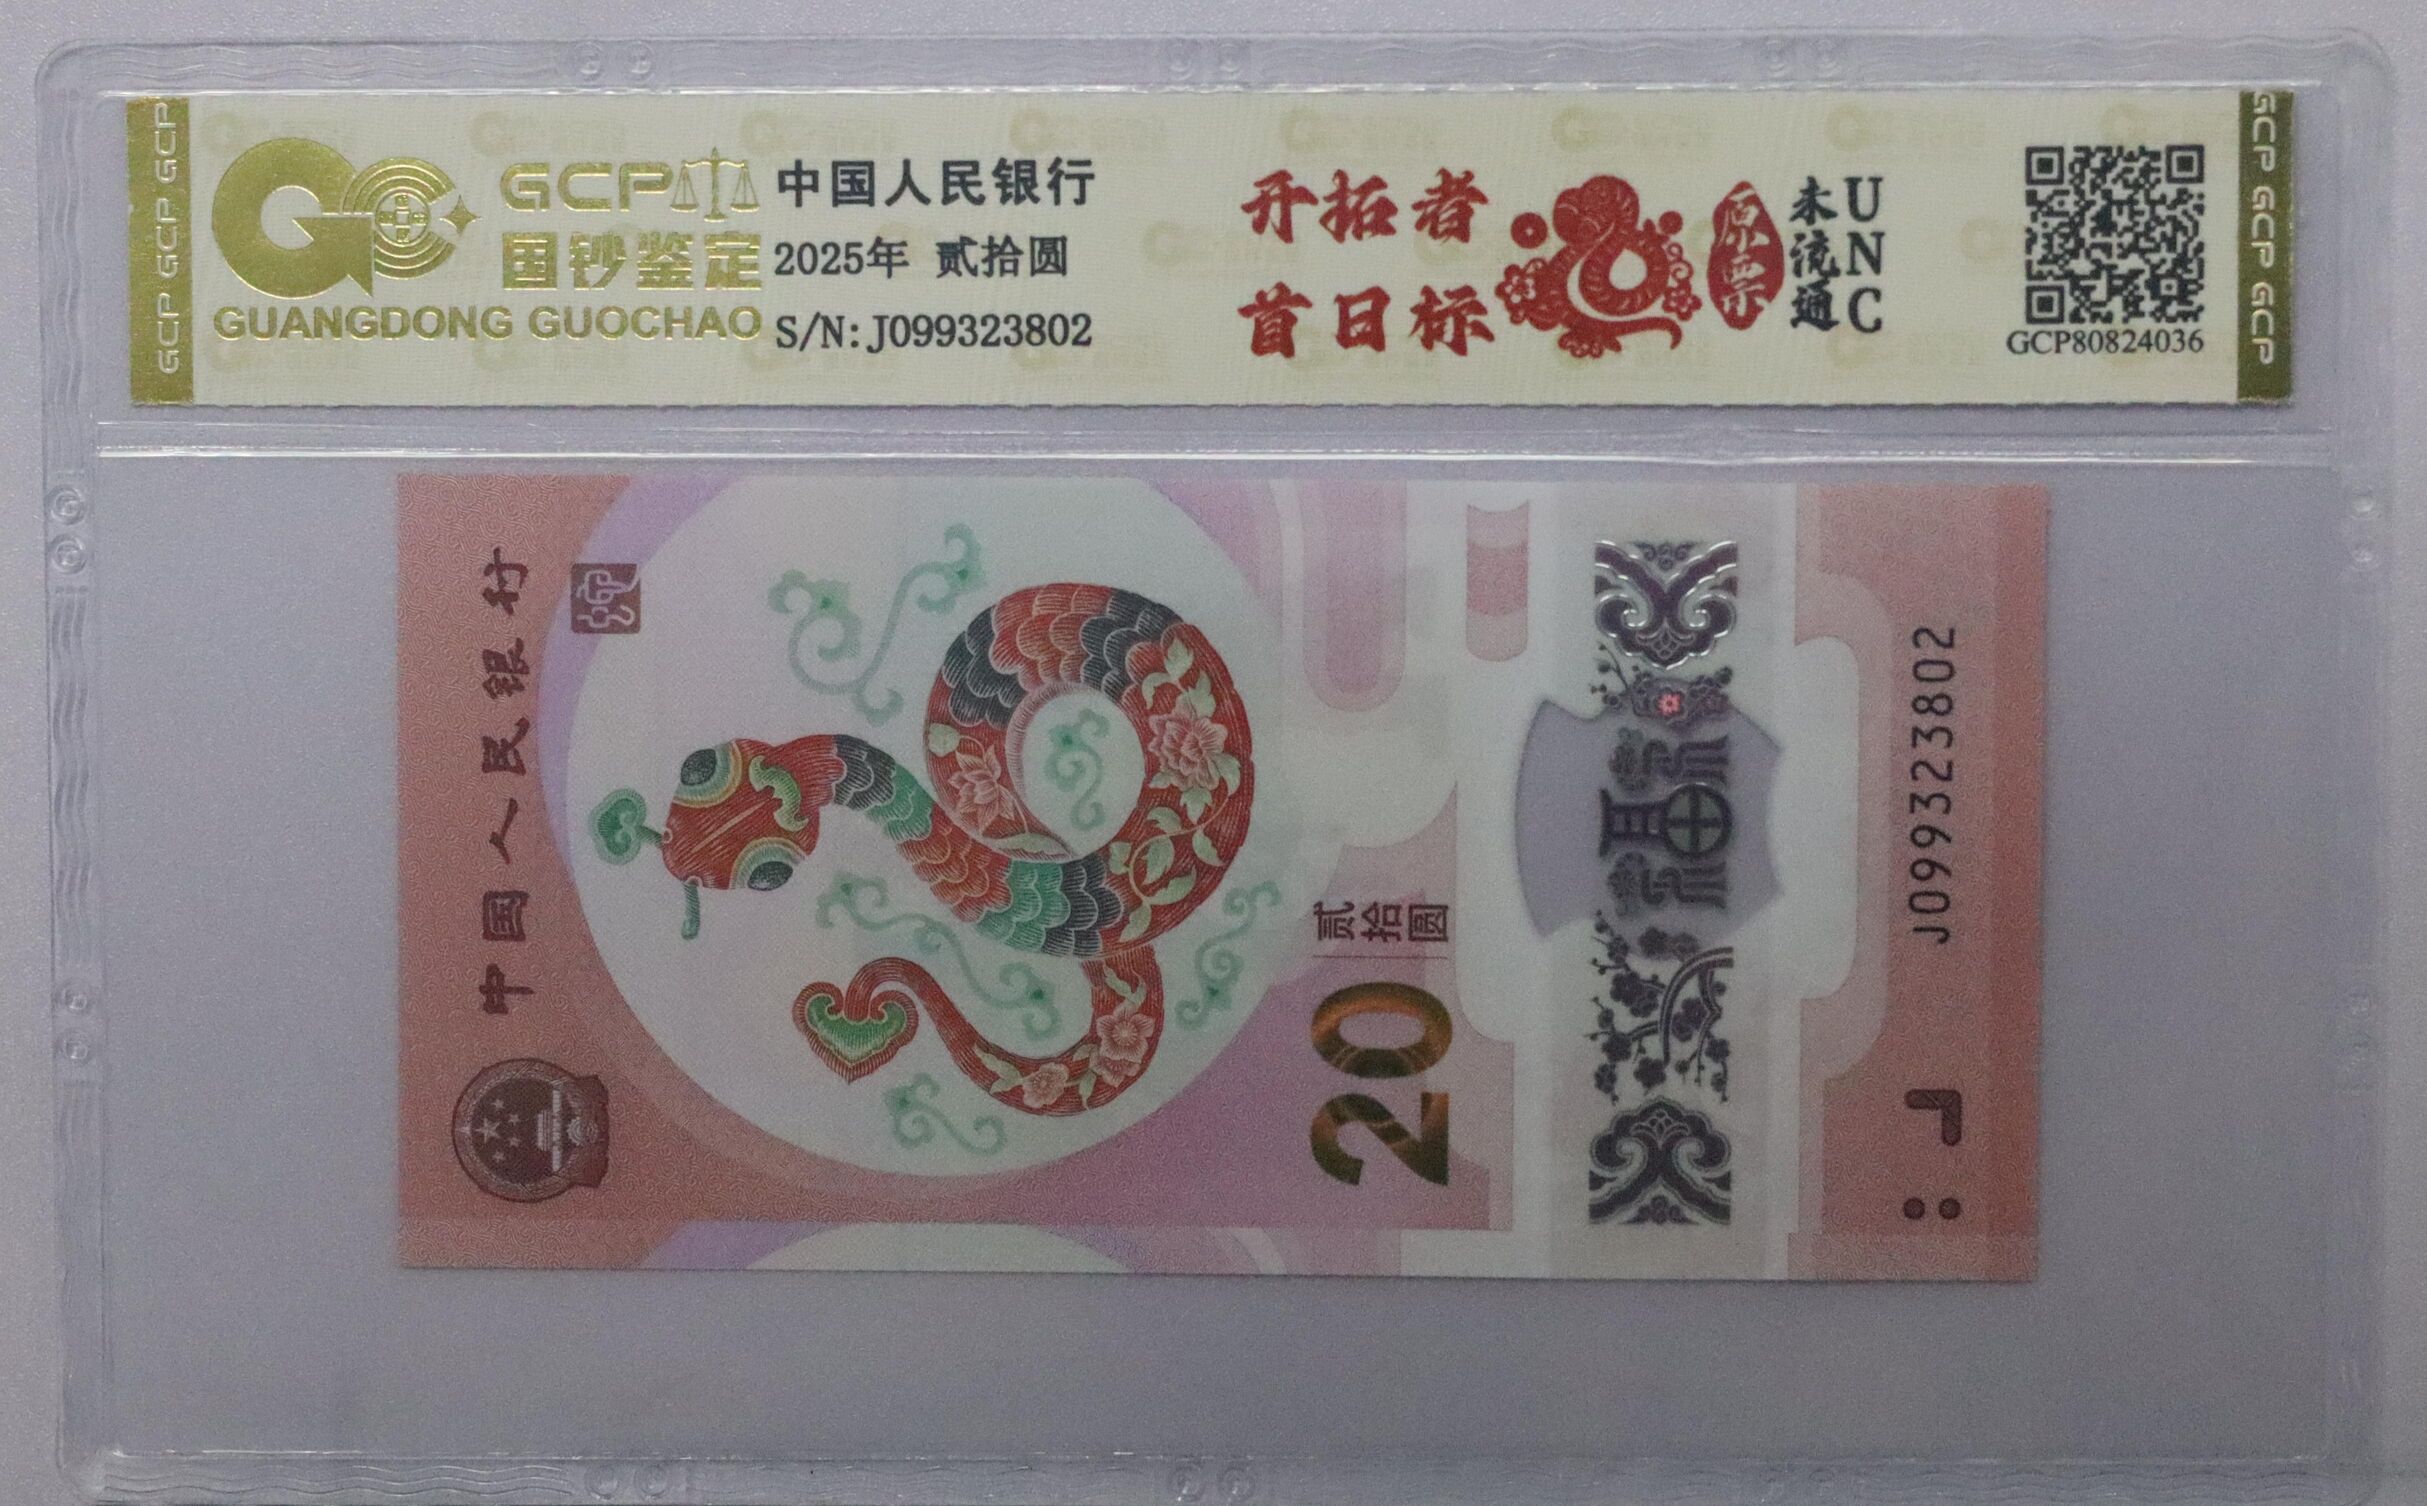 GCP GCP GCP
GCP
国钞鉴定
GUANGDONG GUOCHAO
中国人民银行
2025年 贰拾圆
S/N:J099323802
开拓者
首日标
原票
未流通
UNC
GCP80824036
GCP GCP GCP
中国人民银行
贰拾圆
20
福
J099323802